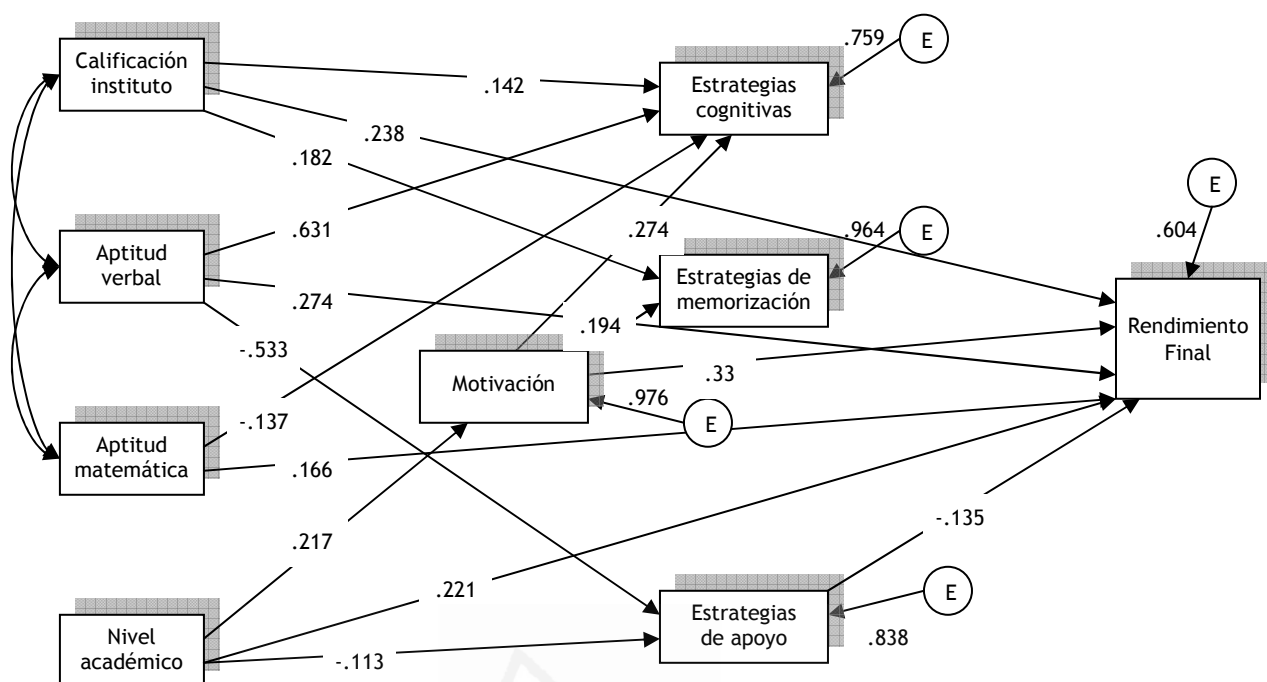 Calificación
instituto
Aptitud
verbal
Aptitud
matemática
Nivel
académico
.142
.238
.182
.631
.274
-.533
-.137
.166
.217
.221
-.113
Motivación
.274
.194
.33
.976
E
Estrategias
cognitivas
.759
E
Estrategias de
memorización
.964
E
Estrategias
de apoyo
.838
E
-.135
.604
E
Rendimiento
Final